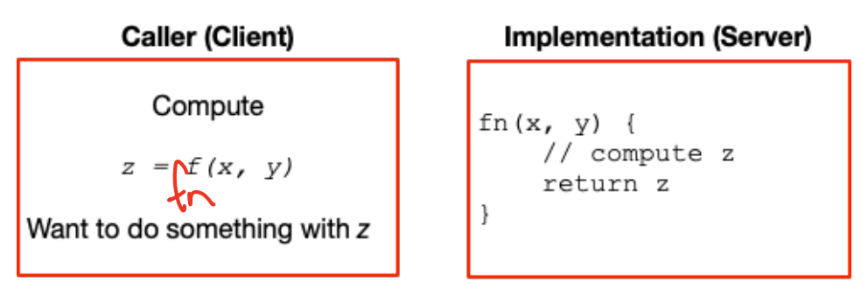 Caller (Client)
Compute
z = f(x, y)
fn
Want to do something with z
Implementation (Server)
fn(x, y) {
// compute z
return z
}